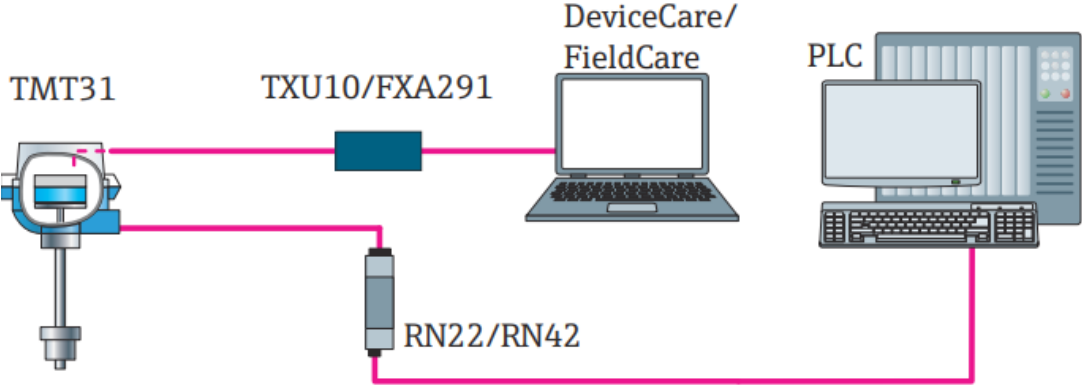 DeviceCare/
FieldCare
PLC
TMT31
TXU10/FXA291
RN22/RN42